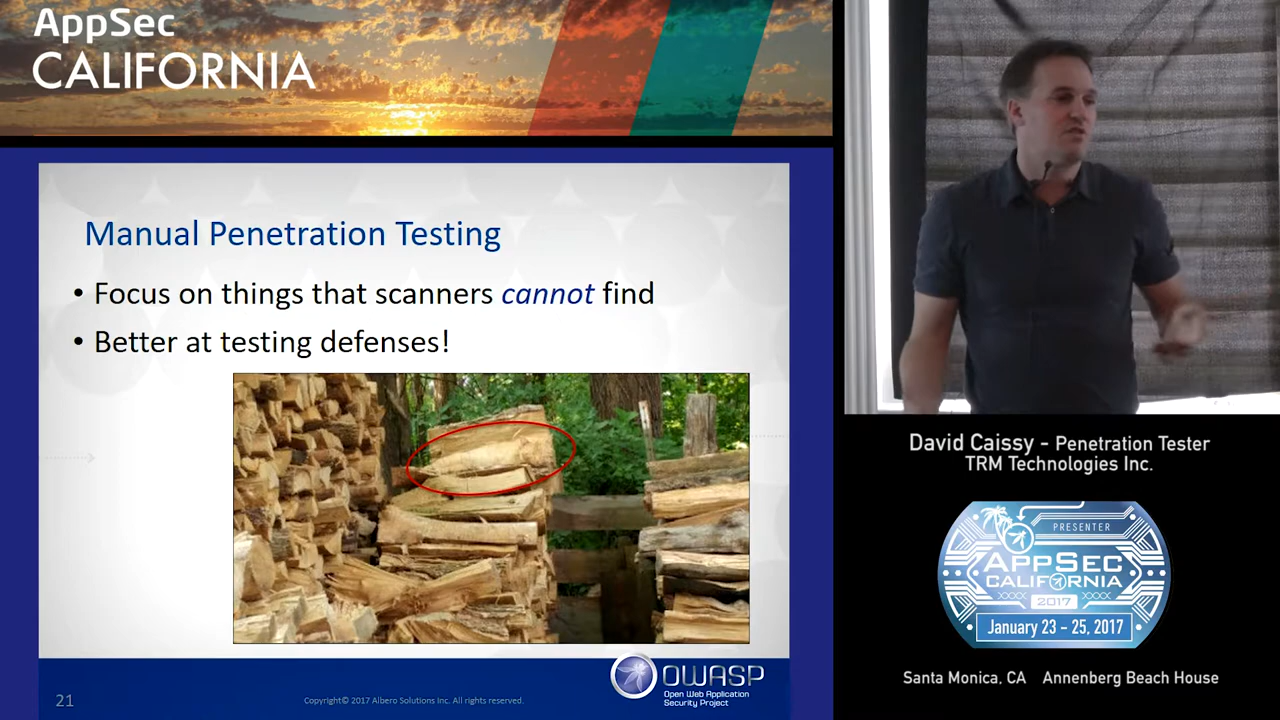 AppSec
CALIFORNIA
Manual Penetration Testing
• Focus on things that scanners cannot find
• Better at testing defenses!
21
Copyright© 2017 Albero Solutions Inc. All rights reserved.
OWASP
Open Web Application
Security Project
David Caissy - Penetration Tester
TRM Technologies Inc.
PRESENTER
APPSEC
CALIFORNIA
2017
January 23 - 25, 2017
Santa Monica, CA Annenberg Beach House